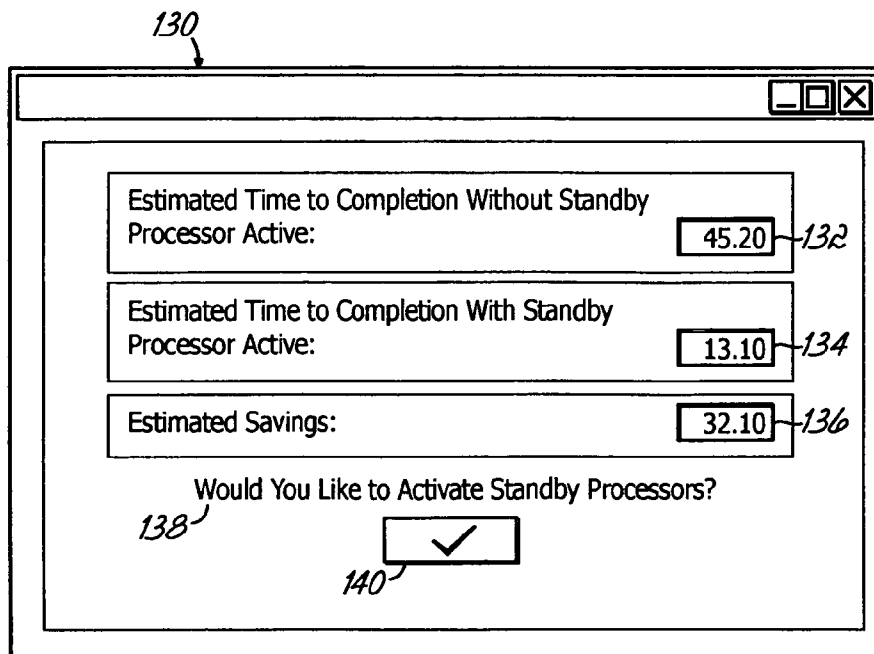 130
Estimated Time to Completion Without Standby
Processor Active:
45.20 132
Estimated Time to Completion With Standby
Processor Active:
13.10 134
Estimated Savings: 32.10 136
Would You Like to Activate Standby Processors?
138
140